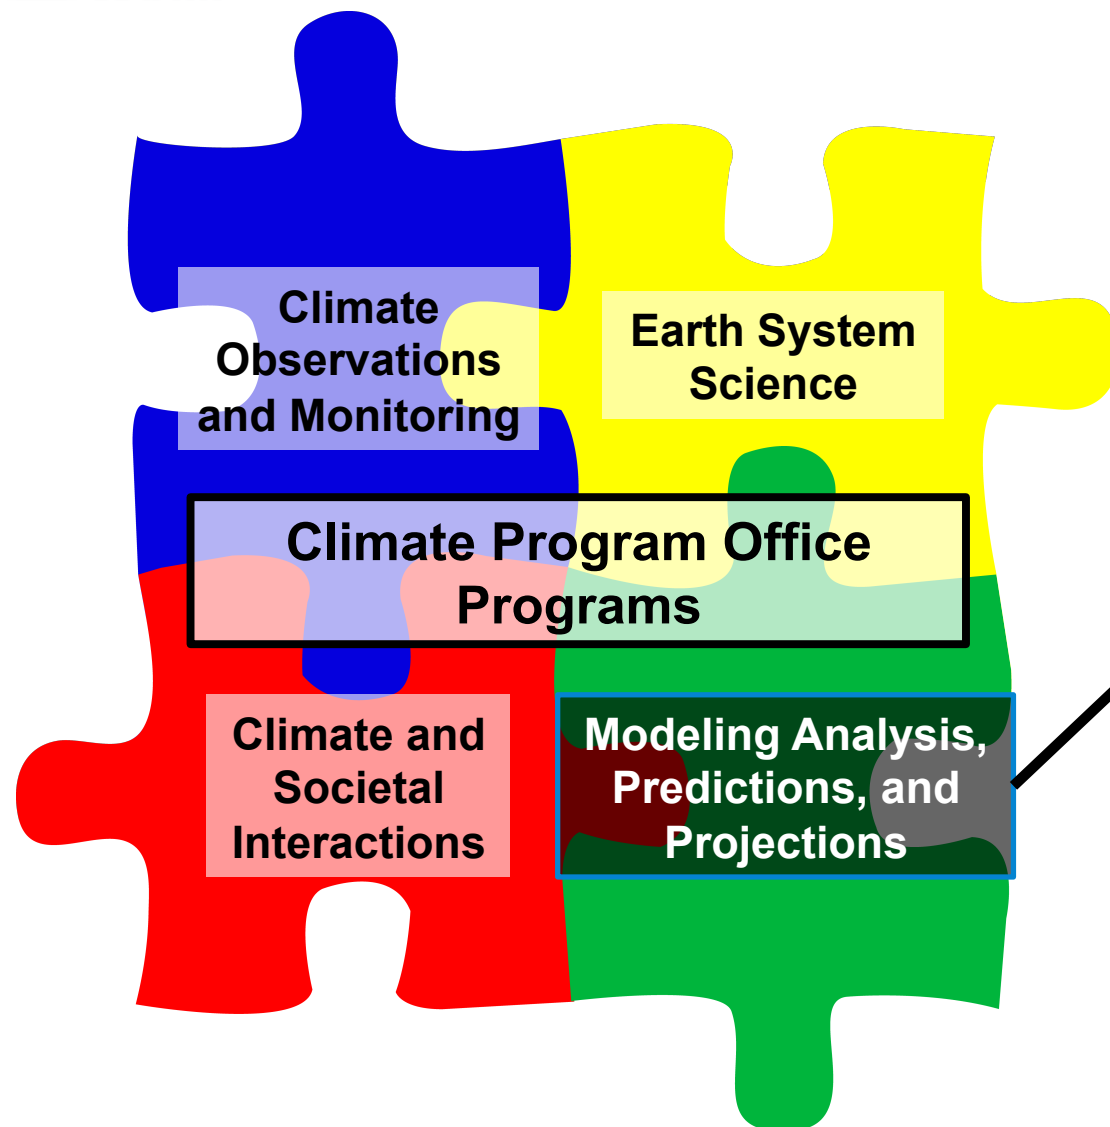 Climate
Observations
and Monitoring
Earth System
Science
Climate Program Office
Programs
Climate and
Societal
Interactions
Modeling Analysis,
Predictions, and
Projections